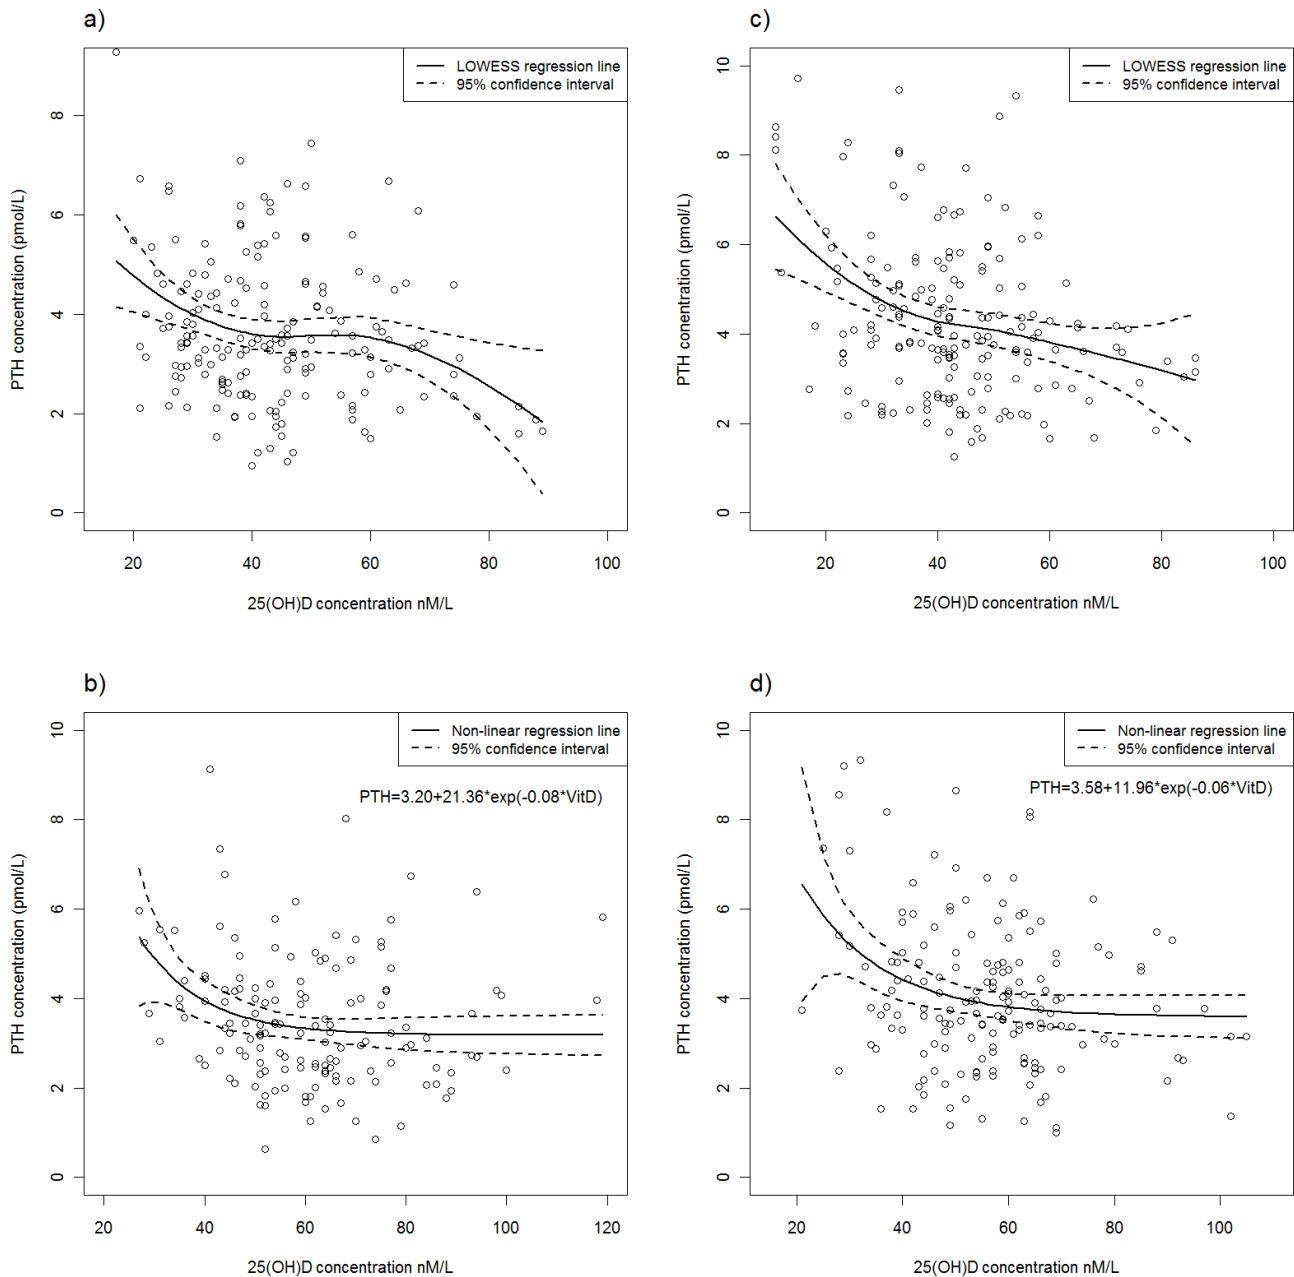 a)
LOWESS regression line
95% confidence interval
PTH concentration (pmol/L)
8
6
4
2
0
20 40 60 80 100
25(OH)D concentration nM/L
c)
LOWESS regression line
95% confidence interval
PTH concentration (pmol/L)
10
8
6
4
2
0
20 40 60 80 100
25(OH)D concentration nM/L
b)
Non-linear regression line
95% confidence interval
PTH=3.20+21.36*exp(-0.08*VitD)
PTH concentration (pmol/L)
10
8
6
4
2
0
20 40 60 80 100 120
25(OH)D concentration nM/L
d)
Non-linear regression line
95% confidence interval
PTH=3.58+11.96*exp(-0.06*VitD)
PTH concentration (pmol/L)
10
8
6
4
2
0
20 40 60 80 100
25(OH)D concentration nM/L